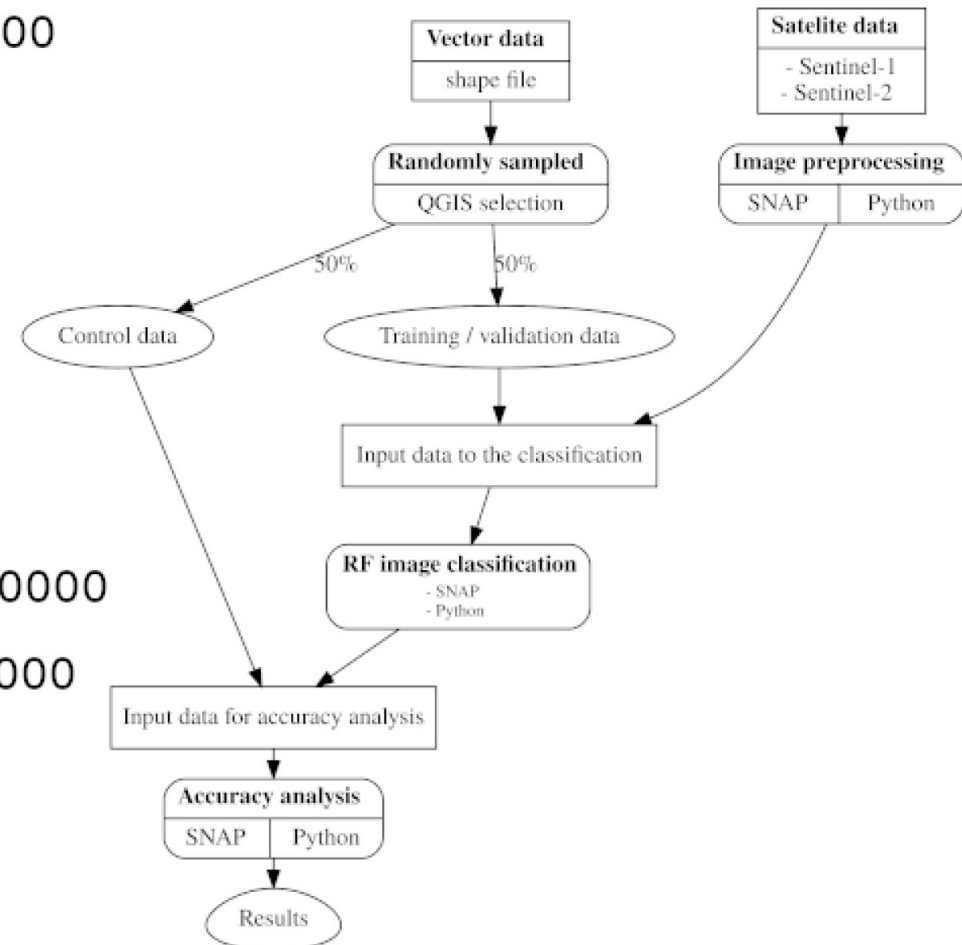 00
Vector data
shape file
Satelite data
- Sentinel-1
- Sentinel-2
Randomly sampled
QGIS selection
Image preprocessing
SNAP
Python
50%
50%
Control data
Training / validation data
Input data to the classification
RF image classification
- SNAP
- Python
0000
000
Input data for accuracy analysis
Accuracy analysis
SNAP
Python
Results